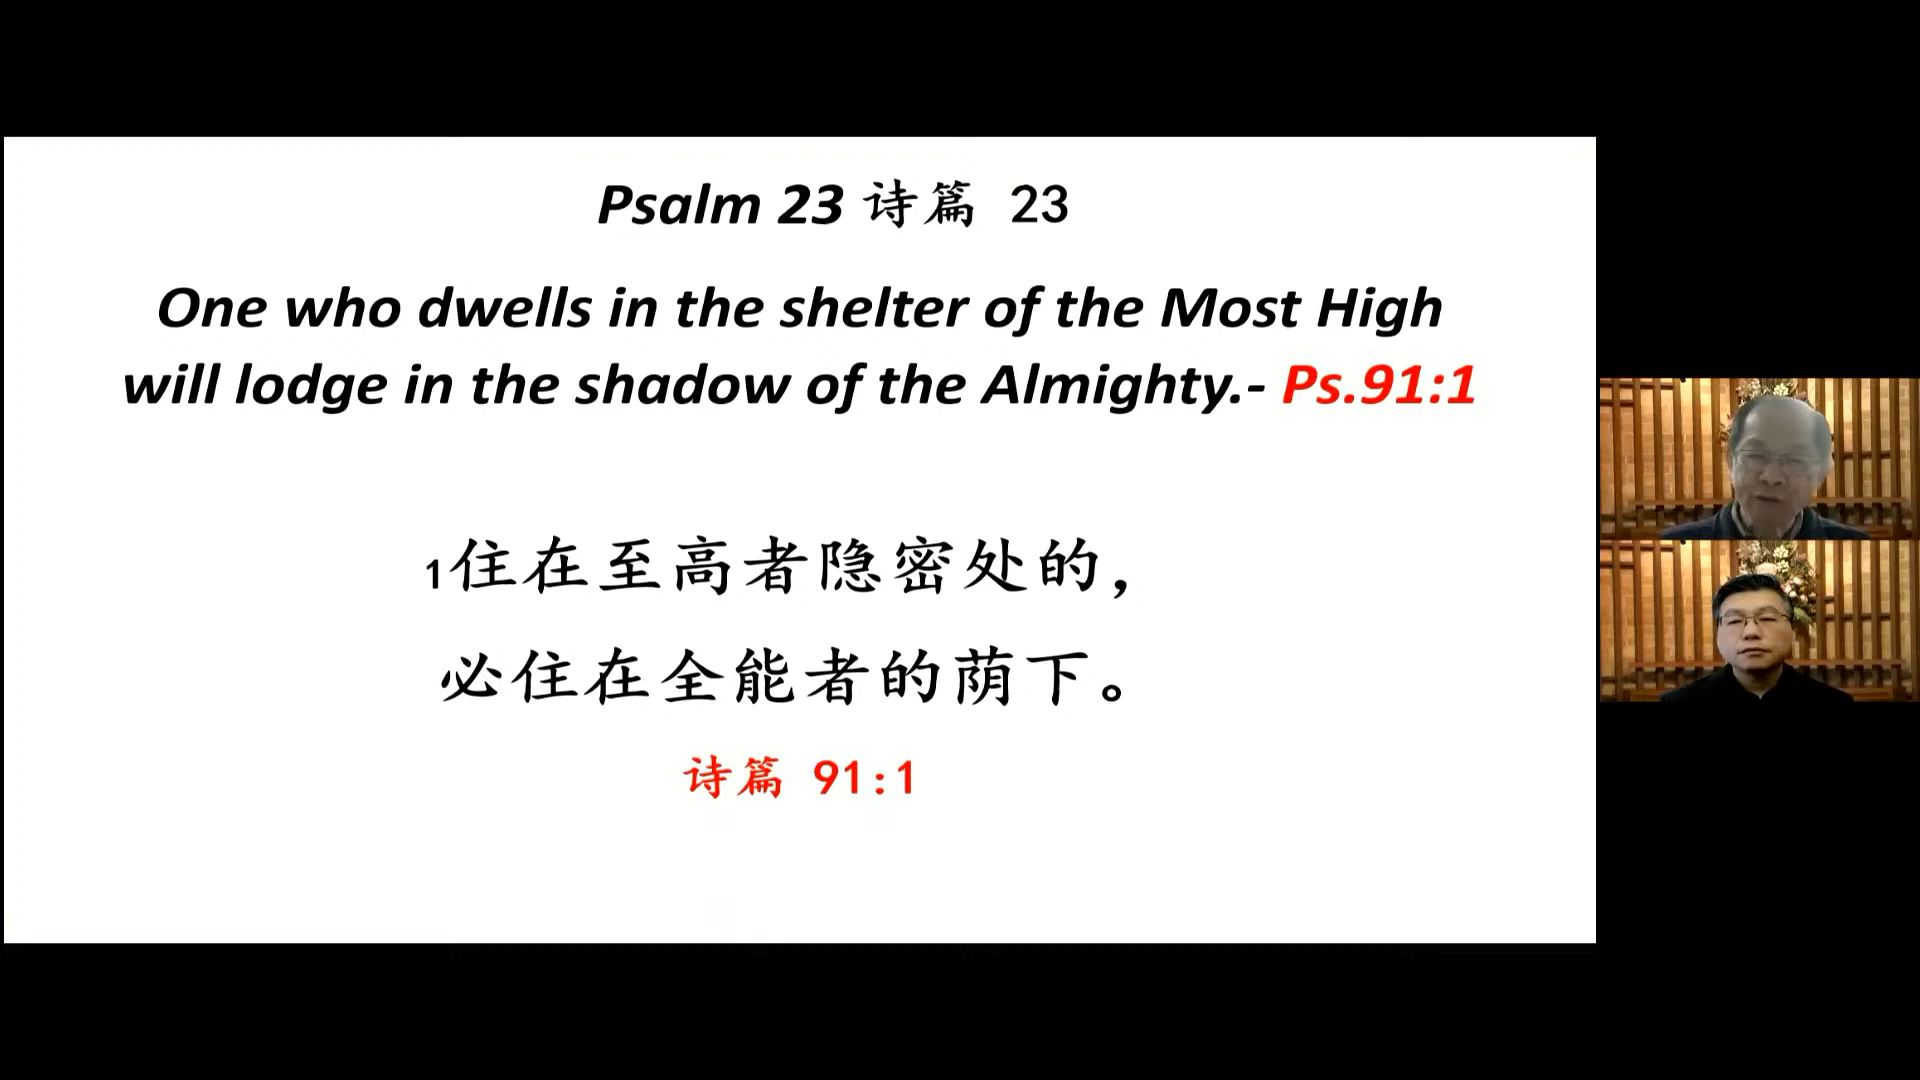 Psalm 23 诗篇 23
One who dwells in the shelter of the Most High
will lodge in the shadow of the Almighty.- Ps.91:1
1住在至高者隐密处的，
必住在全能者的荫下。
诗篇 91:1